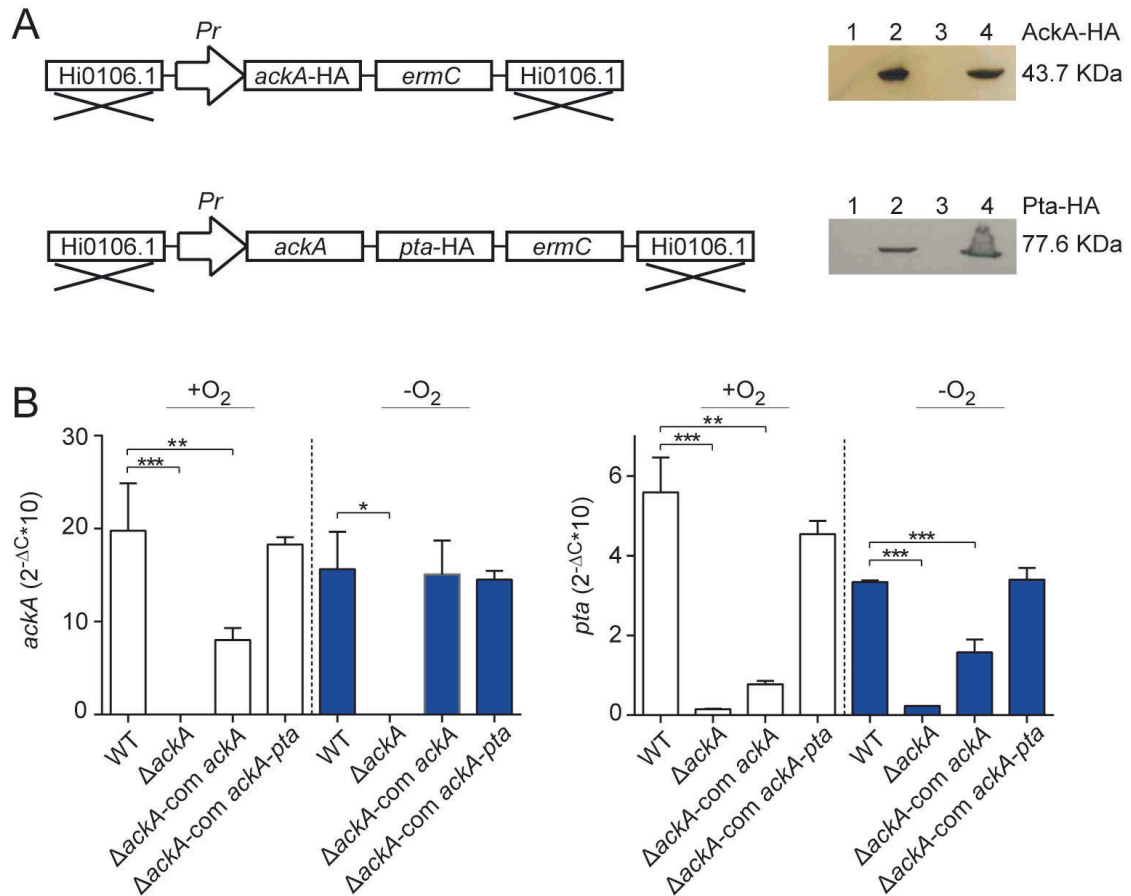 A
Pr
Hi0106.1 ackA-HA ermC Hi0106.1
1 2 3 4 AckA-HA
43.7 KDa
Pr
Hi0106.1 ackA pta-HA ermC Hi0106.1
1 2 3 4 Pta-HA
77.6 KDa
B
+O₂ -O₂
ackA (2^-ΔC*10)
30
20
10
0
*** ** *
WT ΔackA ΔackA-com ackA ΔackA-com ackA-pta WT ΔackA ΔackA-com ackA ΔackA-com ackA-pta
+O₂ -O₂
pta (2^-ΔC*10)
6
4
2
0
*** ** *** ***
WT ΔackA ΔackA-com ackA ΔackA-com ackA-pta WT ΔackA ΔackA-com ackA ΔackA-com ackA-pta